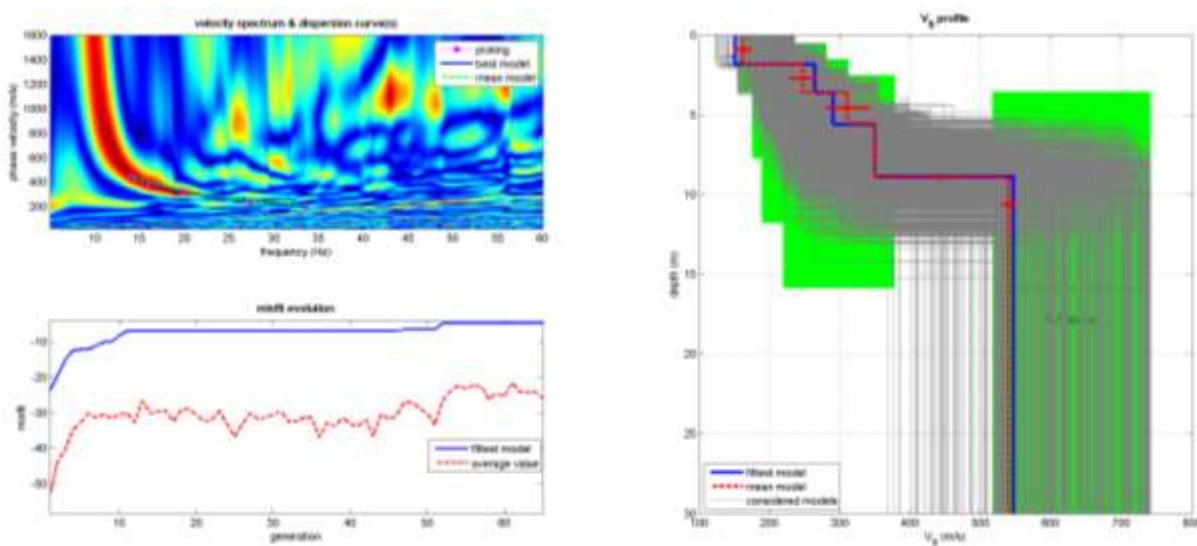 velocity spectrum & dispersion curve(s)
1600
1400
1200
1000
800
600
400
200
phase velocity (m/s)
picking
best model
mean model
10
15
20
25
30
35
40
45
50
55
60
frequency (Hz)
misfit evolution
-10
-20
-30
-40
-50
misfit
fittest model
average value
10
20
30
40
50
60
generation
VS profile
0
5
10
15
20
25
30
depth (m)
fittest model
mean model
considered models
100
200
300
400
500
600
700
800
VS (m/s)